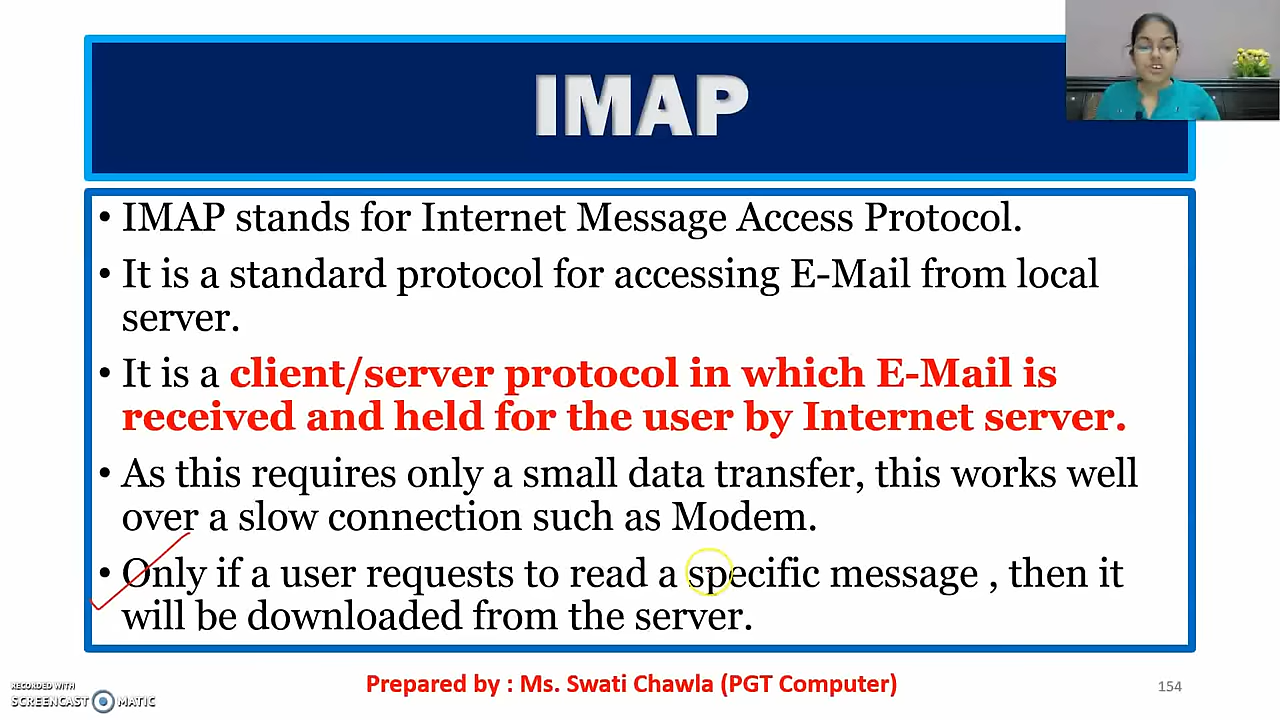 IMAP
• IMAP stands for Internet Message Access Protocol.
• It is a standard protocol for accessing E-Mail from local
server.
• It is a client/server protocol in which E-Mail is
received and held for the user by Internet server.
• As this requires only a small data transfer, this works well
over a slow connection such as Modem.
• Only if a user requests to read a specific message , then it
will be downloaded from the server.
Prepared by : Ms. Swati Chawla (PGT Computer)
154
RECORDED WITH
SCREENCAST MATIC